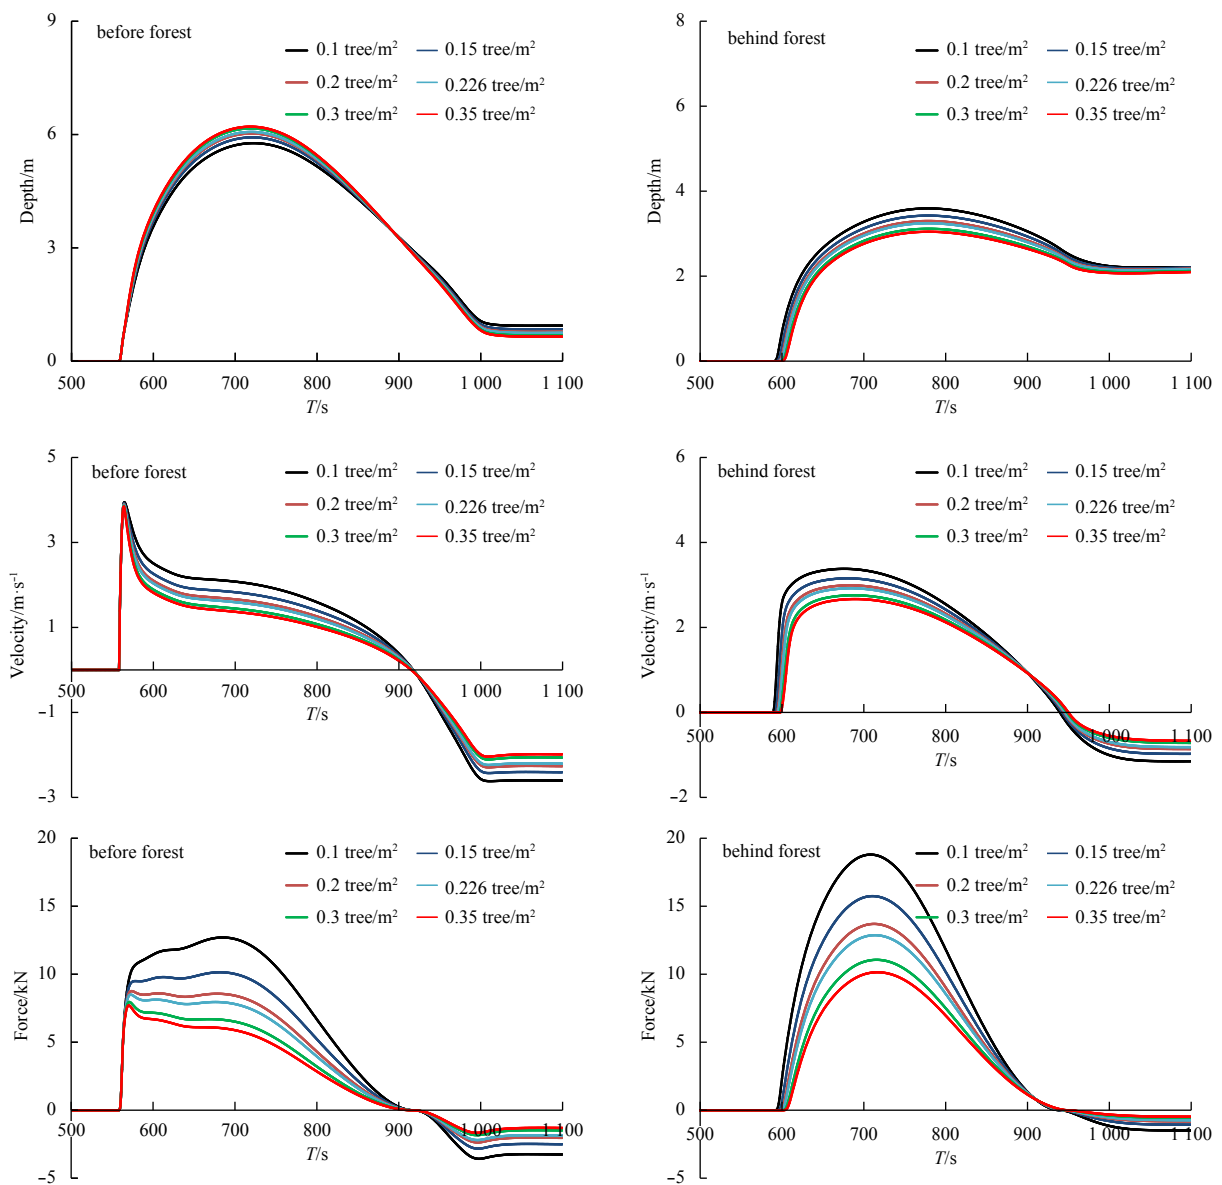 9
before forest
0.1 tree/m²
0.15 tree/m²
0.2 tree/m²
0.226 tree/m²
0.3 tree/m²
0.35 tree/m²
6
3
0
Depth/m
500 600 700 800 900 1 000 1 100
T/s
8
behind forest
0.1 tree/m²
0.15 tree/m²
0.2 tree/m²
0.226 tree/m²
0.3 tree/m²
0.35 tree/m²
6
4
2
0
Depth/m
500 600 700 800 900 1 000 1 100
T/s
5
before forest
0.1 tree/m²
0.15 tree/m²
0.2 tree/m²
0.226 tree/m²
0.3 tree/m²
0.35 tree/m²
3
1
−1
−3
Velocity/m·s⁻¹
500 600 700 800 900 1 000 1 100
T/s
6
behind forest
0.1 tree/m²
0.15 tree/m²
0.2 tree/m²
0.226 tree/m²
0.3 tree/m²
0.35 tree/m²
4
2
0
−2
Velocity/m·s⁻¹
500 600 700 800 900 1 000 1 100
T/s
20
before forest
0.1 tree/m²
0.15 tree/m²
0.2 tree/m²
0.226 tree/m²
0.3 tree/m²
0.35 tree/m²
15
10
5
0
−5
Force/kN
500 600 700 800 900 1 000 1 100
T/s
20
behind forest
0.1 tree/m²
0.15 tree/m²
0.2 tree/m²
0.226 tree/m²
0.3 tree/m²
0.35 tree/m²
15
10
5
0
−5
Force/kN
500 600 700 800 900 1 000 1 100
T/s